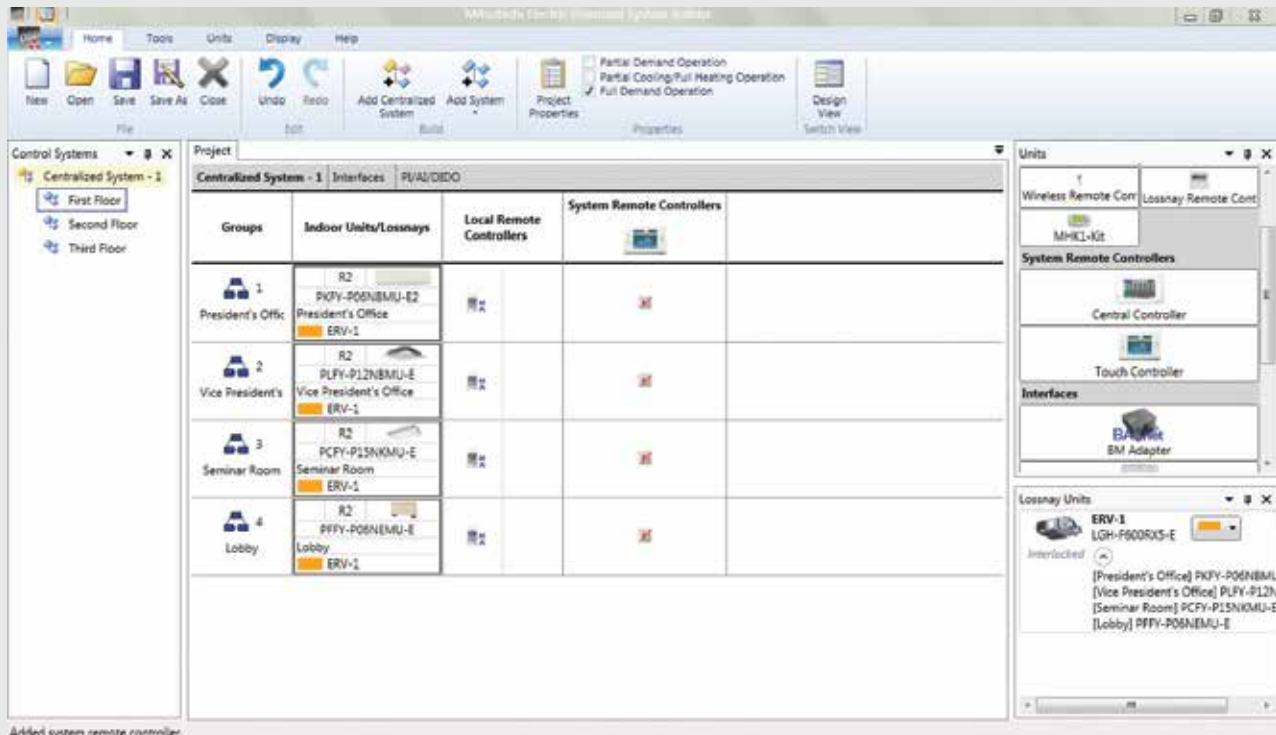 Home Tools Units Display Help
New Open Save Save As Close Undo Redo Add Centralized System Add System Project Properties
Partial Demand Operation
Partial Cooling/Full Heating Operation
Full Demand Operation
Design View
File Edit Build Properties Switch View
Control Systems
Centralized System - 1
First Floor
Second Floor
Third Floor
Project
Centralized System - 1 Interfaces PI/AI/DIDO
Groups
Indoor Units/Lossnays
Local Remote
Controllers
System Remote Controllers
1
President's Offic
R2
PKFY-P06NBMU-E2
President's Office
ERV-1
2
Vice President's
R2
PLFY-P12NBMU-E
Vice President's Office
ERV-1
3
Seminar Room
R2
PCFY-P15NKMU-E
Seminar Room
ERV-1
4
Lobby
R2
PFFY-P06NEMU-E
Lobby
ERV-1
Units
Wireless Remote Con Lossnay Remote Cont
MHK1-Kit
System Remote Controllers
Central Controller
Touch Controller
Interfaces
BM Adapter
Lossnay Units
ERV-1
LGH-F600RX5-E
Interlocked
[President's Office] PKFY-P06NBMU
[Vice President's Office] PLFY-P12N
[Seminar Room] PCFY-P15NKMU-E
[Lobby] PFFY-P06NEMU-E
Added system remote controller